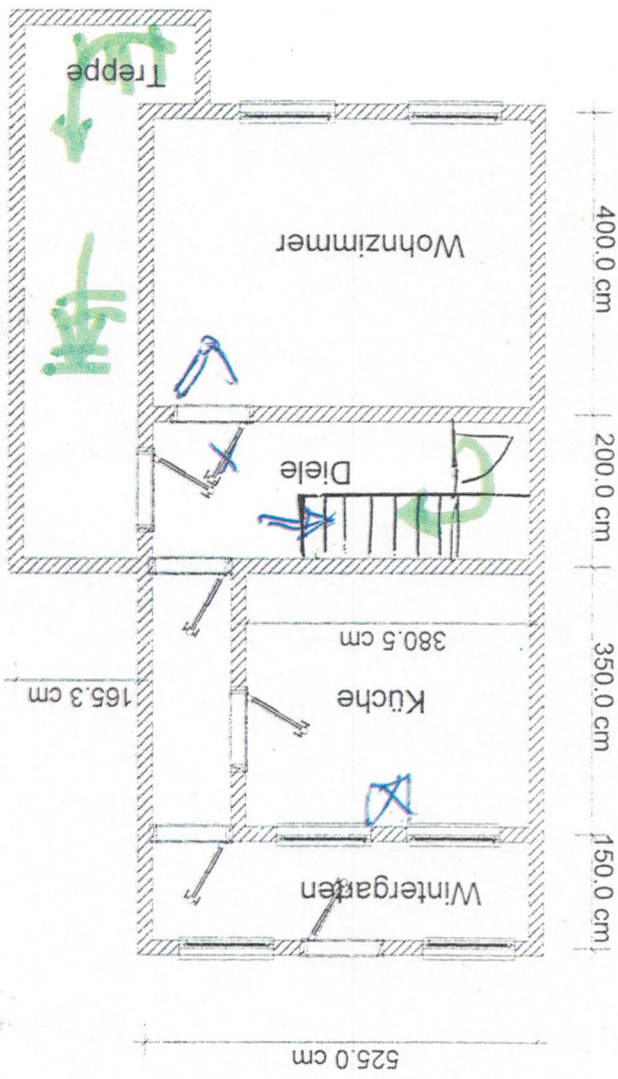 525.0 cm
Wintergarten
150.0 cm
Küche
350.0 cm
380.5 cm
165.3 cm
Diele
200.0 cm
Wohnzimmer
400.0 cm
Treppe